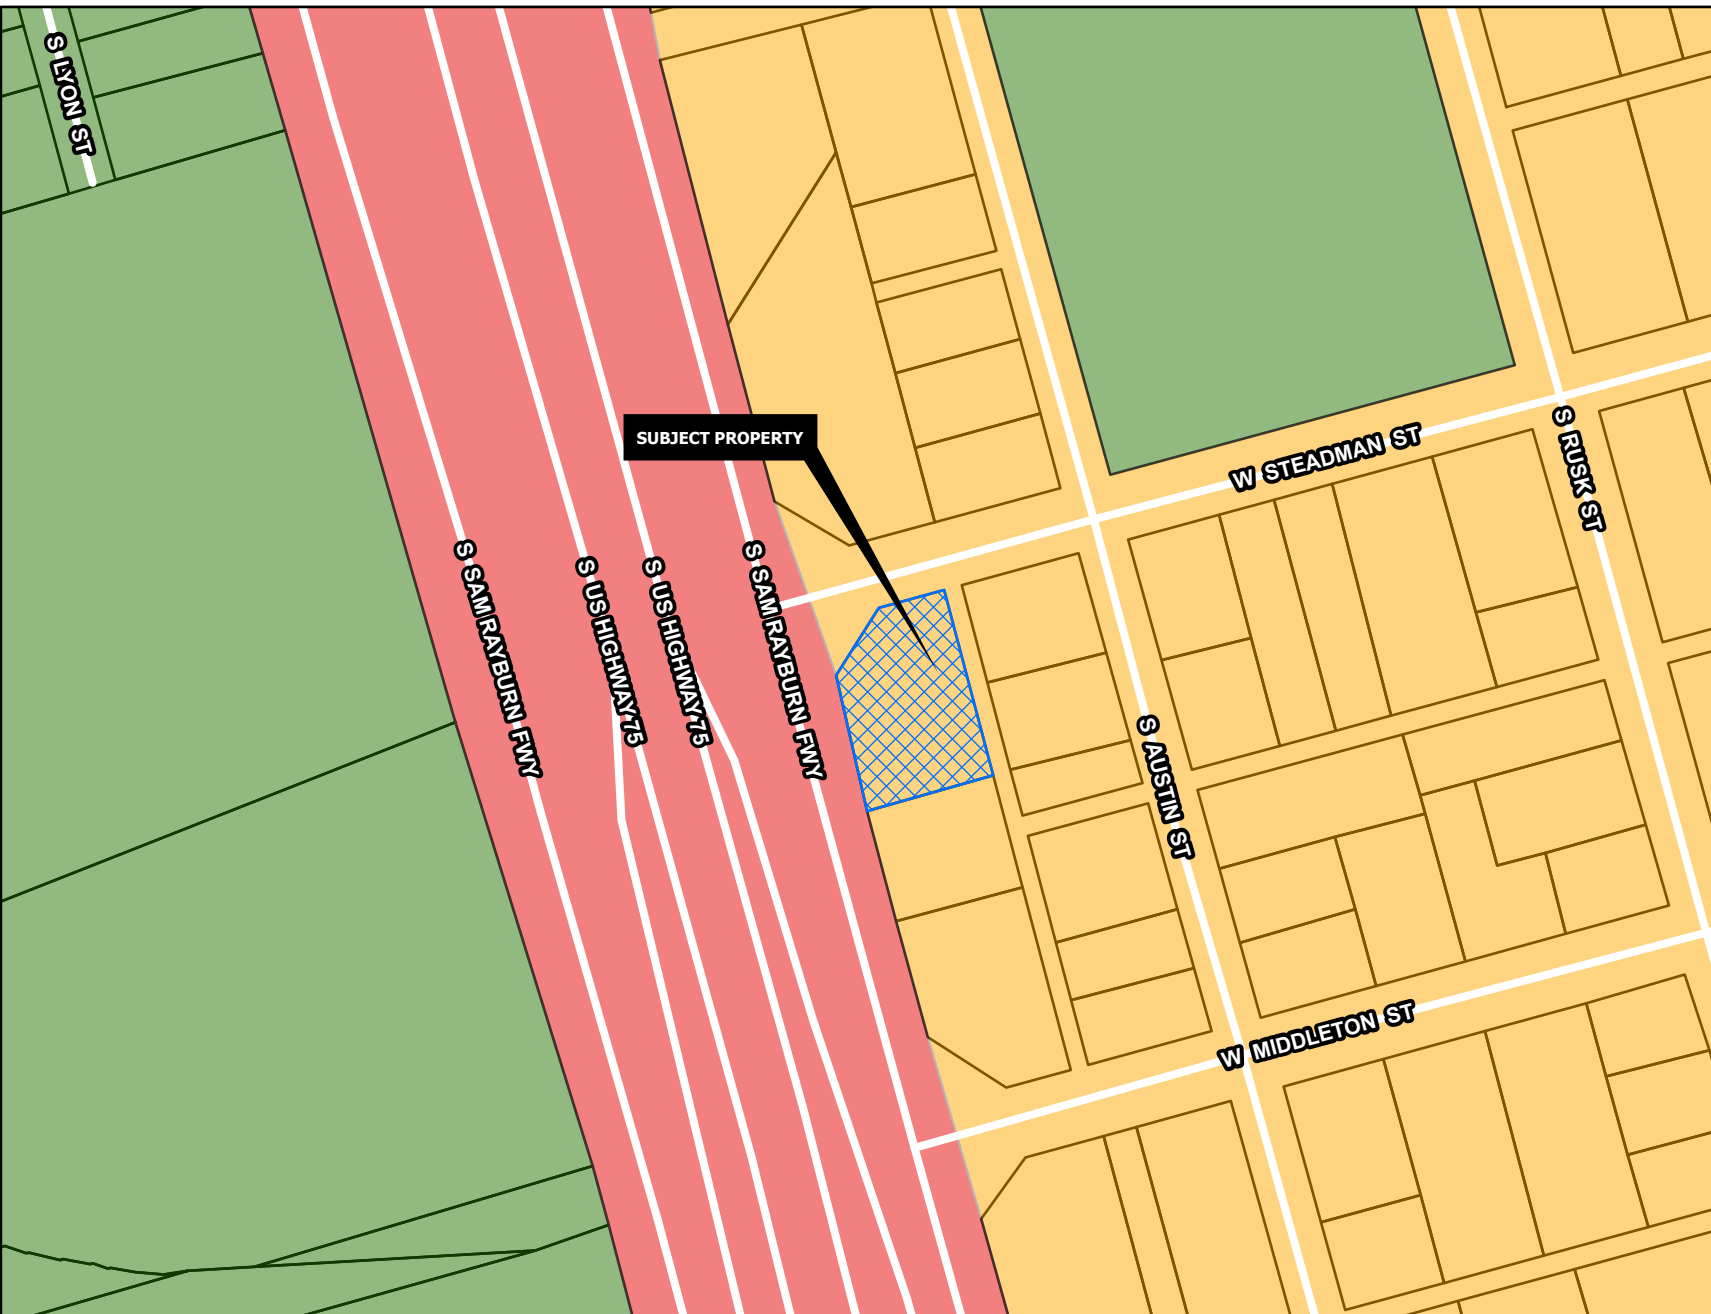 S LYON ST
SUBJECT PROPERTY
W STEADMAN ST
S RUSK ST
S SAM RAYBURN FWY
S US HIGHWAY 75
S US HIGHWAY 75
S SAM RAYBURN FWY
S AUSTIN ST
W MIDDLETON ST